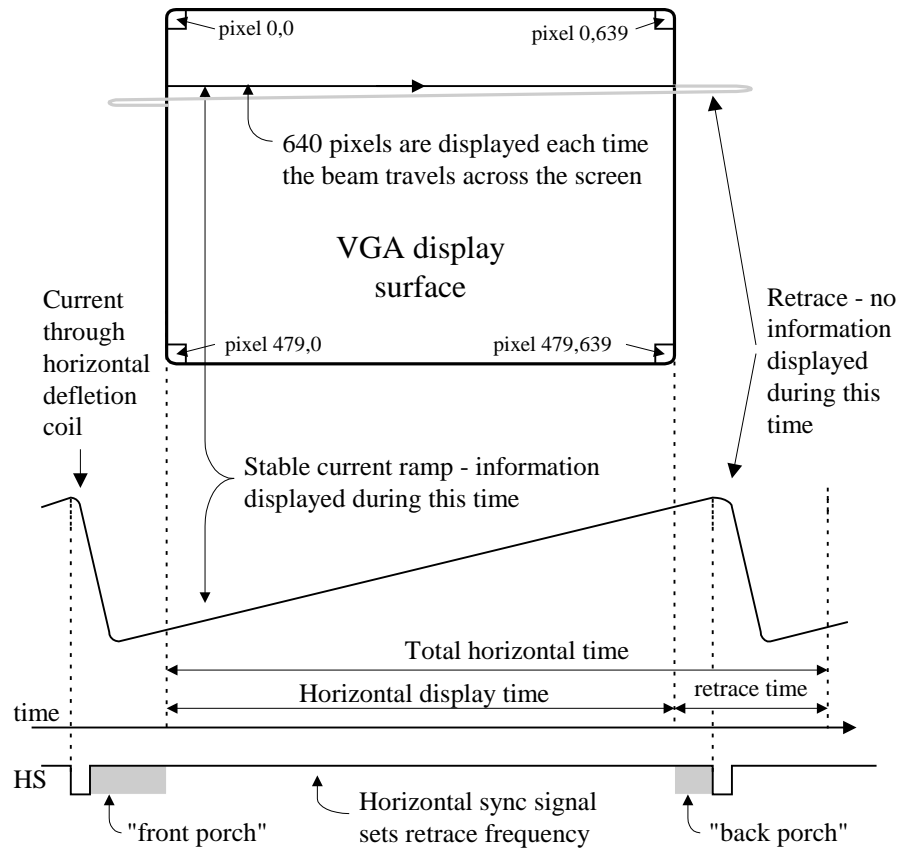 pixel 0,0
pixel 0,639
640 pixels are displayed each time
the beam travels across the screen
VGA display
surface
Current
through
horizontal
defletion
coil
Retrace - no
information
displayed
during this
time
pixel 479,0
pixel 479,639
Stable current ramp - information
displayed during this time
Total horizontal time
Horizontal display time
retrace time
time
HS
"front porch"
Horizontal sync signal
sets retrace frequency
"back porch"